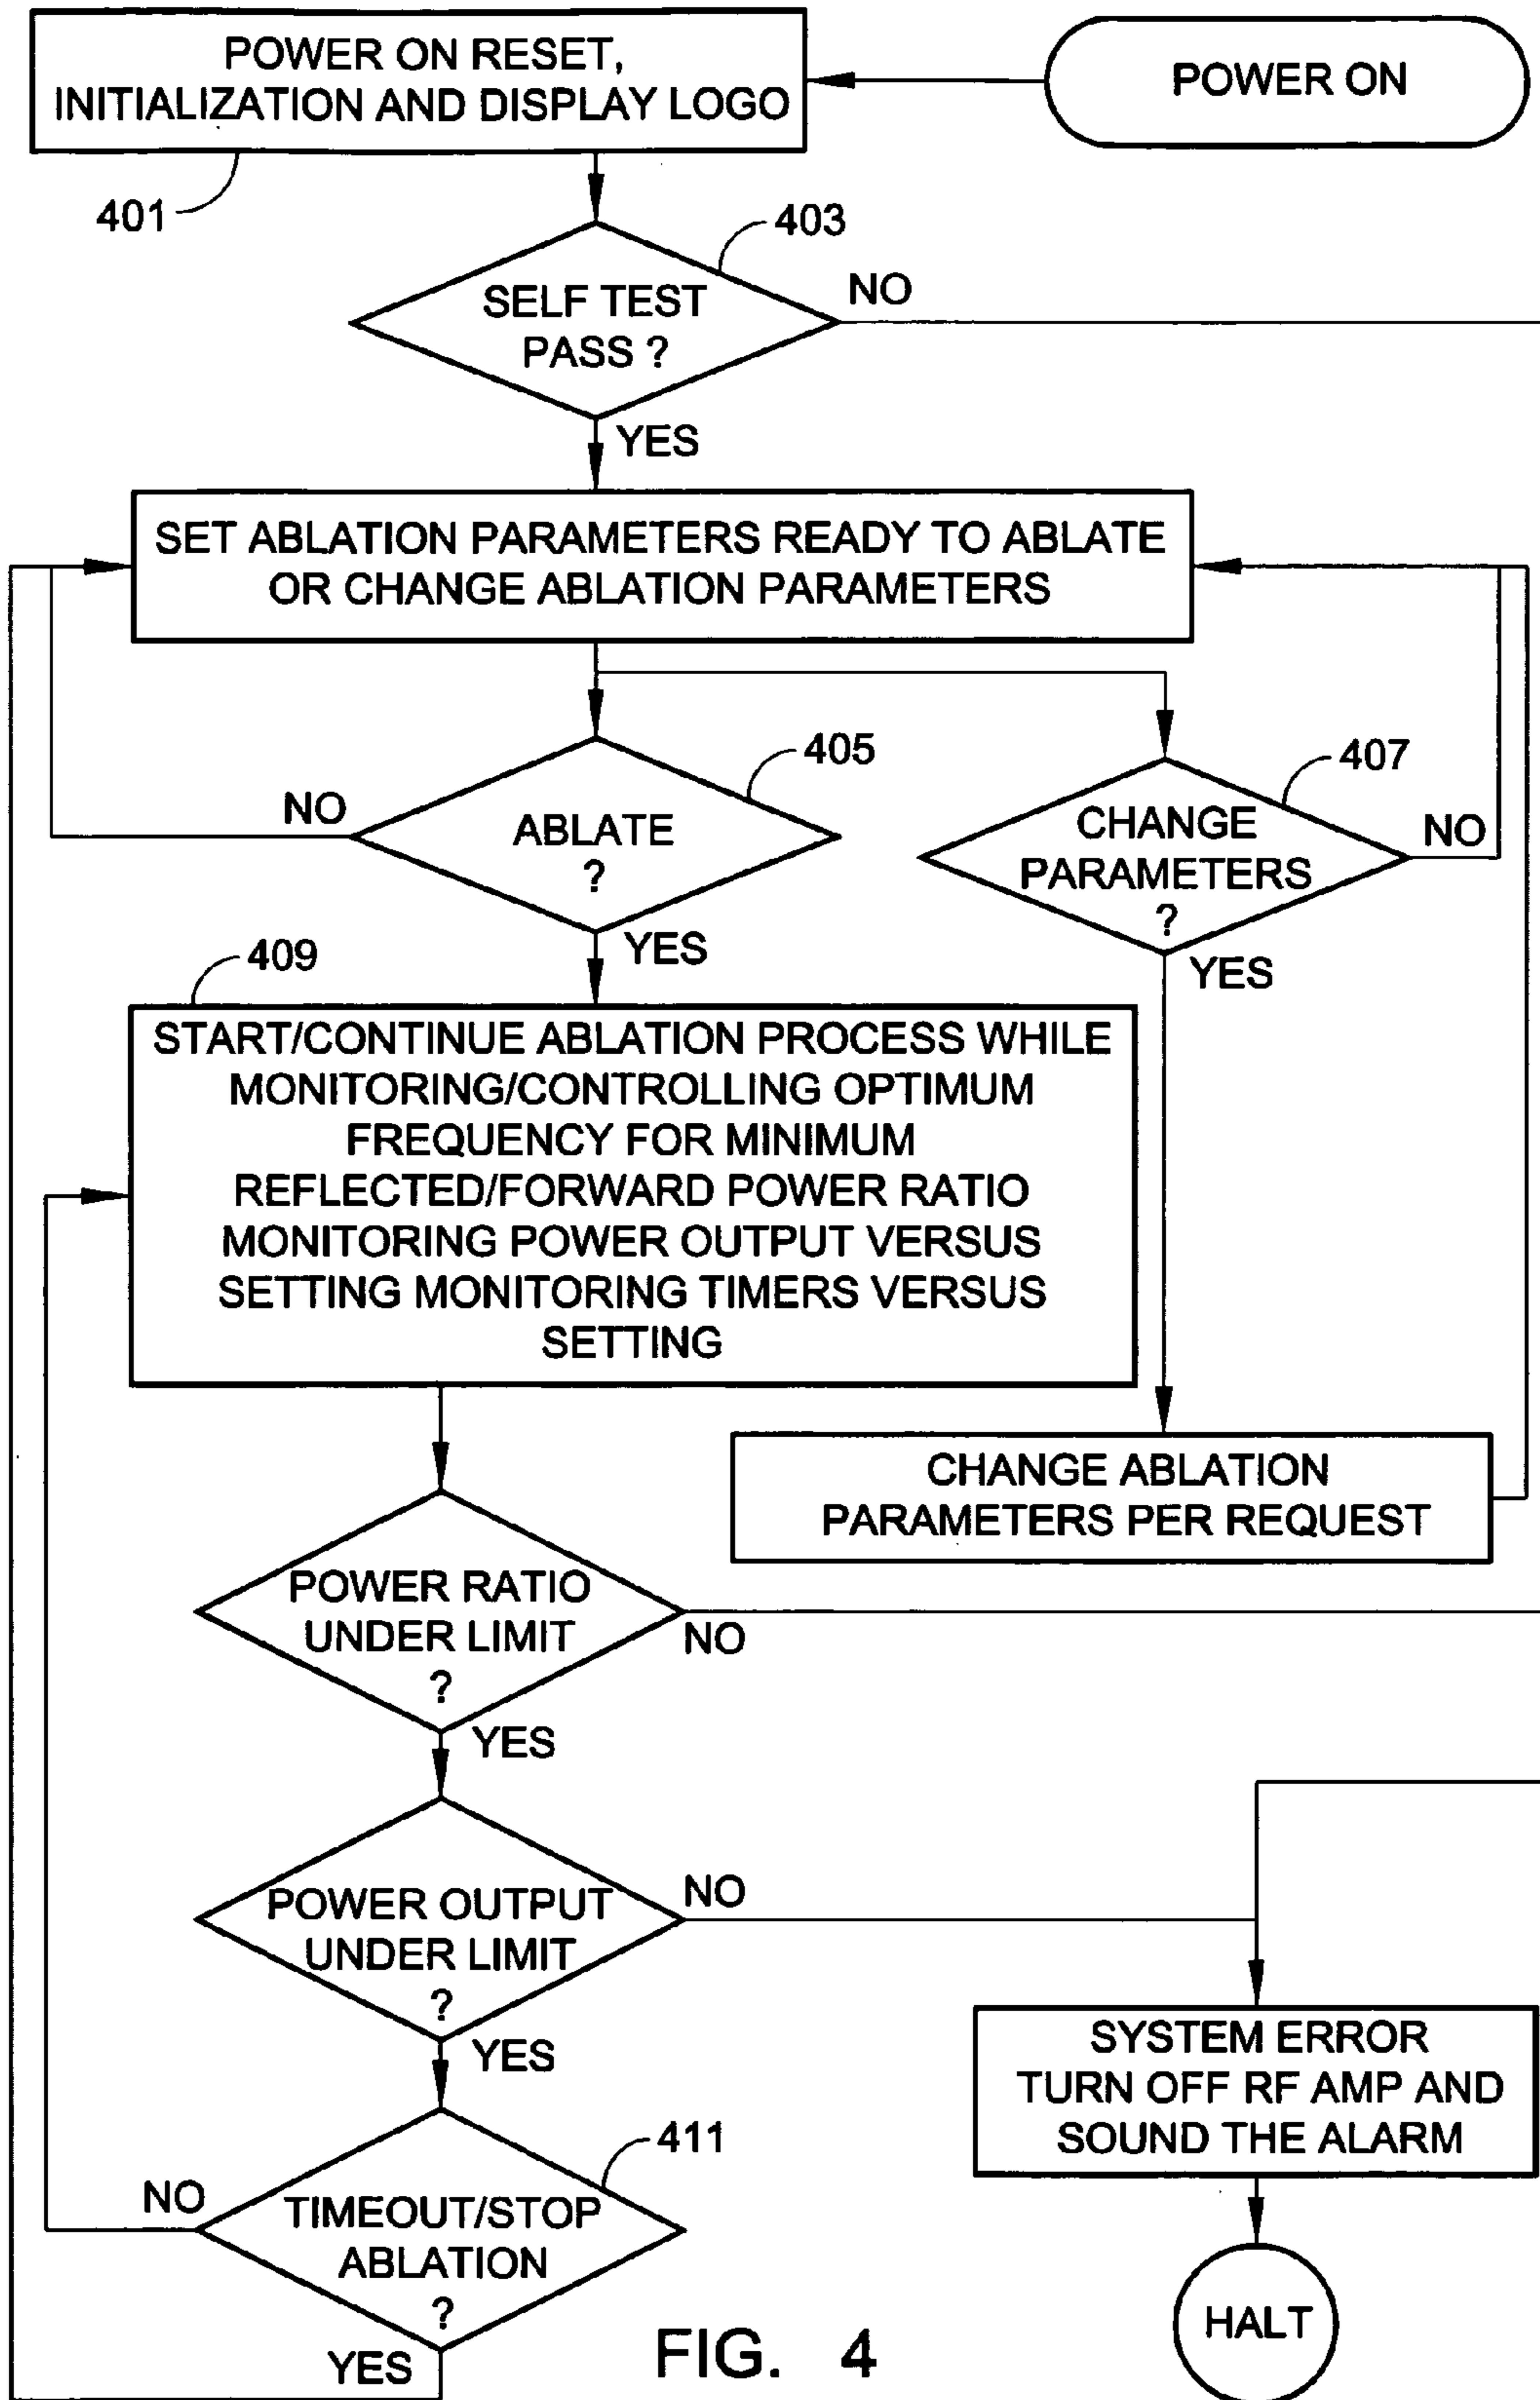 POWER ON RESET,
INITIALIZATION AND DISPLAY LOGO
POWER ON
401
403
SELF TEST
PASS ?
NO
YES
SET ABLATION PARAMETERS READY TO ABLATE
OR CHANGE ABLATION PARAMETERS
405
407
NO
ABLATE
?
CHANGE
PARAMETERS
?
NO
YES
YES
409
START/CONTINUE ABLATION PROCESS WHILE
MONITORING/CONTROLLING OPTIMUM
FREQUENCY FOR MINIMUM
REFLECTED/FORWARD POWER RATIO
MONITORING POWER OUTPUT VERSUS
SETTING MONITORING TIMERS VERSUS
SETTING
CHANGE ABLATION
PARAMETERS PER REQUEST
POWER RATIO
UNDER LIMIT
?
NO
YES
POWER OUTPUT
UNDER LIMIT
?
NO
YES
SYSTEM ERROR
TURN OFF RF AMP AND
SOUND THE ALARM
411
NO
TIMEOUT/STOP
ABLATION
?
YES
HALT
FIG. 4